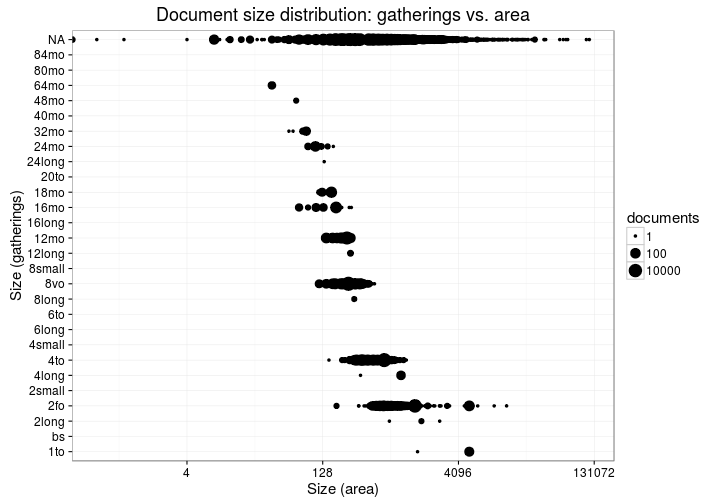 Document size distribution: gatherings vs. area
Size (gatherings)
NA
84mo
80mo
64mo
48mo
40mo
32mo
24mo
24long
20to
18mo
16mo
16long
12mo
12long
8small
8vo
8long
6to
6long
4small
4to
4long
2small
2fo
2long
bs
1to
4 128 4096 131072
Size (area)
documents
1
100
10000